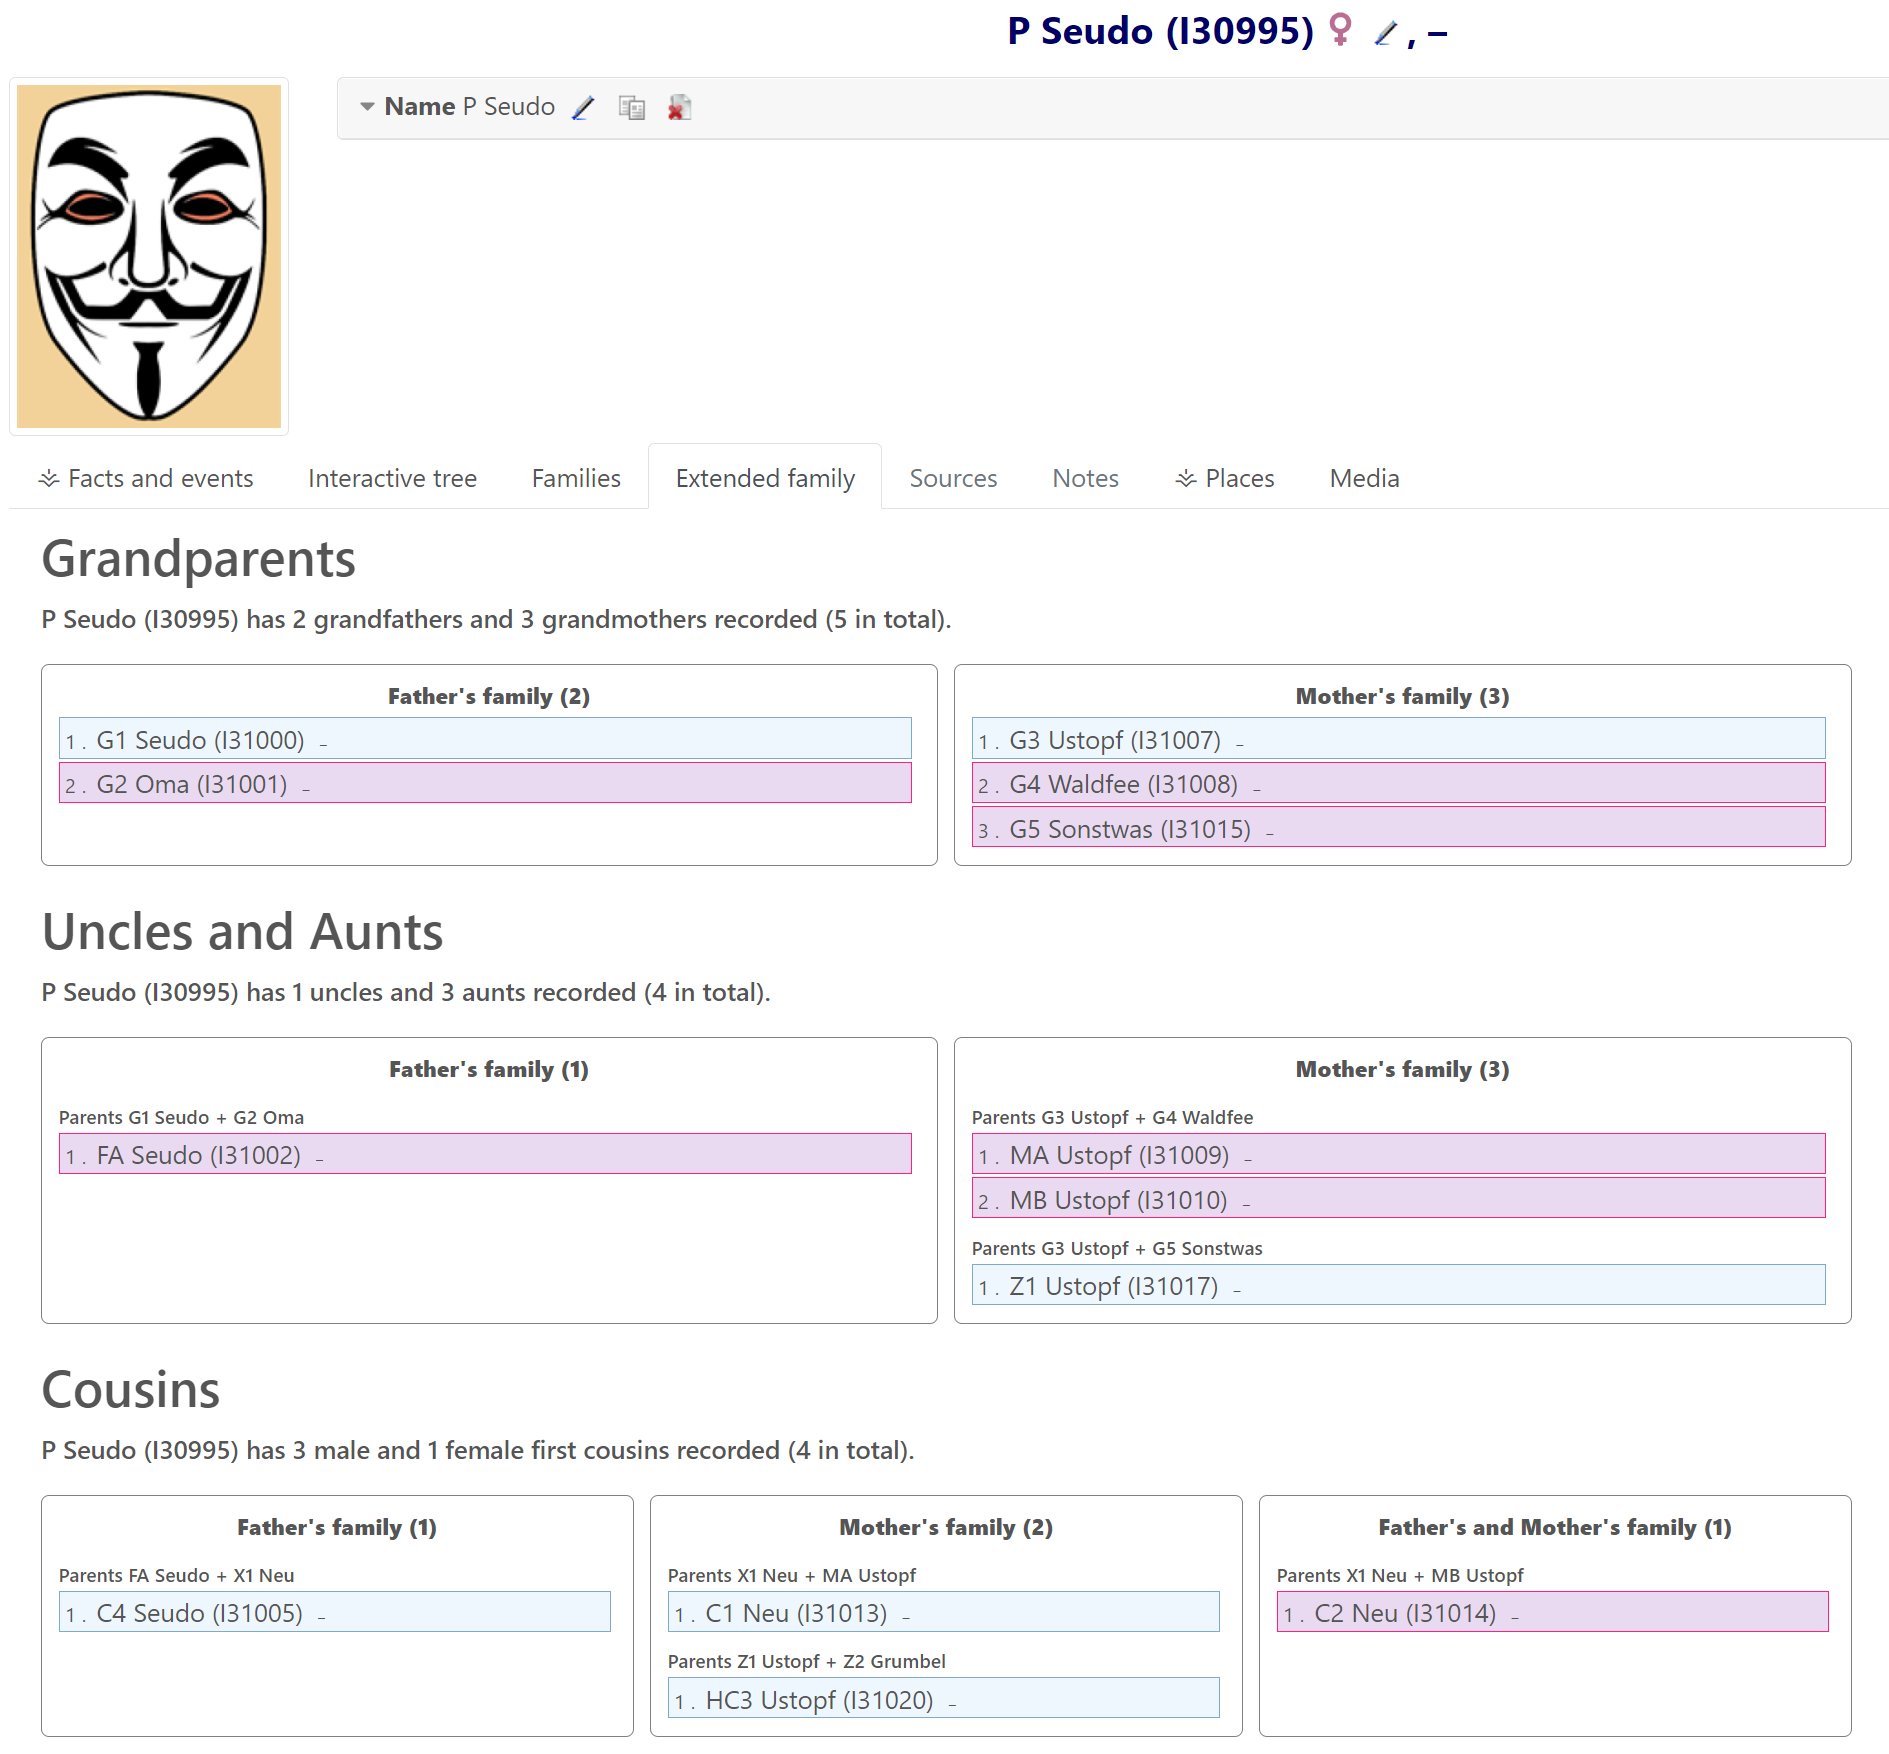 P Seudo (I30995) ♀ , –
Name P Seudo
Facts and events Interactive tree Families Extended family Sources Notes Places Media
Grandparents
P Seudo (I30995) has 2 grandfathers and 3 grandmothers recorded (5 in total).
Father's family (2)
1 . G1 Seudo (I31000) –
2 . G2 Oma (I31001) –
Mother's family (3)
1 . G3 Ustopf (I31007) –
2 . G4 Waldfee (I31008) –
3 . G5 Sonstwas (I31015) –
Uncles and Aunts
P Seudo (I30995) has 1 uncles and 3 aunts recorded (4 in total).
Father's family (1)
Parents G1 Seudo + G2 Oma
1 . FA Seudo (I31002) –
Mother's family (3)
Parents G3 Ustopf + G4 Waldfee
1 . MA Ustopf (I31009) –
2 . MB Ustopf (I31010) –
Parents G3 Ustopf + G5 Sonstwas
1 . Z1 Ustopf (I31017) –
Cousins
P Seudo (I30995) has 3 male and 1 female first cousins recorded (4 in total).
Father's family (1)
Parents FA Seudo + X1 Neu
1 . C4 Seudo (I31005) –
Mother's family (2)
Parents X1 Neu + MA Ustopf
1 . C1 Neu (I31013) –
Parents Z1 Ustopf + Z2 Grumbel
1 . HC3 Ustopf (I31020) –
Father's and Mother's family (1)
Parents X1 Neu + MB Ustopf
1 . C2 Neu (I31014) –